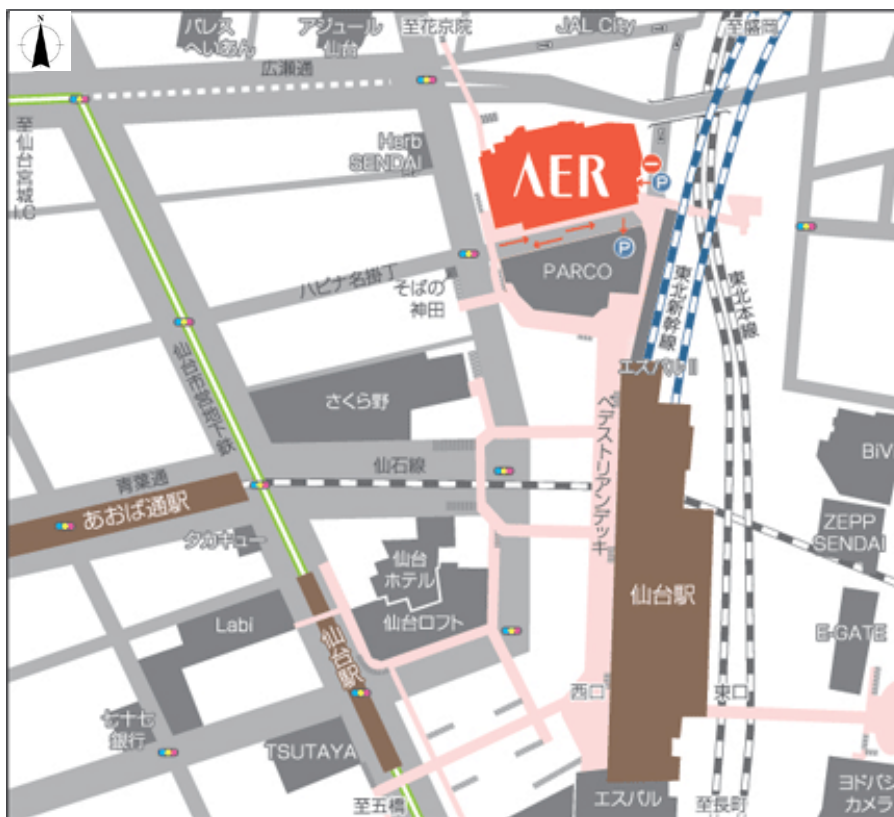 パレス
へいあん
アジュール
仙台
至花京院
JAL City
至盛岡
広瀬通
至仙台宮城
I.C
Herb
SENDAI
AER
P
P
PARCO
ハピナ名掛丁
そばの
神田
東北新幹線
東北本線
仙台市営地下鉄
エスパルII
さくら野
ペデストリアンデッキ
青葉通
仙石線
あおば通駅
タカキュー
BiV
ZEPP
SENDAI
仙台
ホテル
仙台駅
Labi
仙台ロフト
E-GATE
仙台駅
西口
東口
七十七
銀行
TSUTAYA
エスパル
ヨドバシ
カメラ
至五橋
至長町